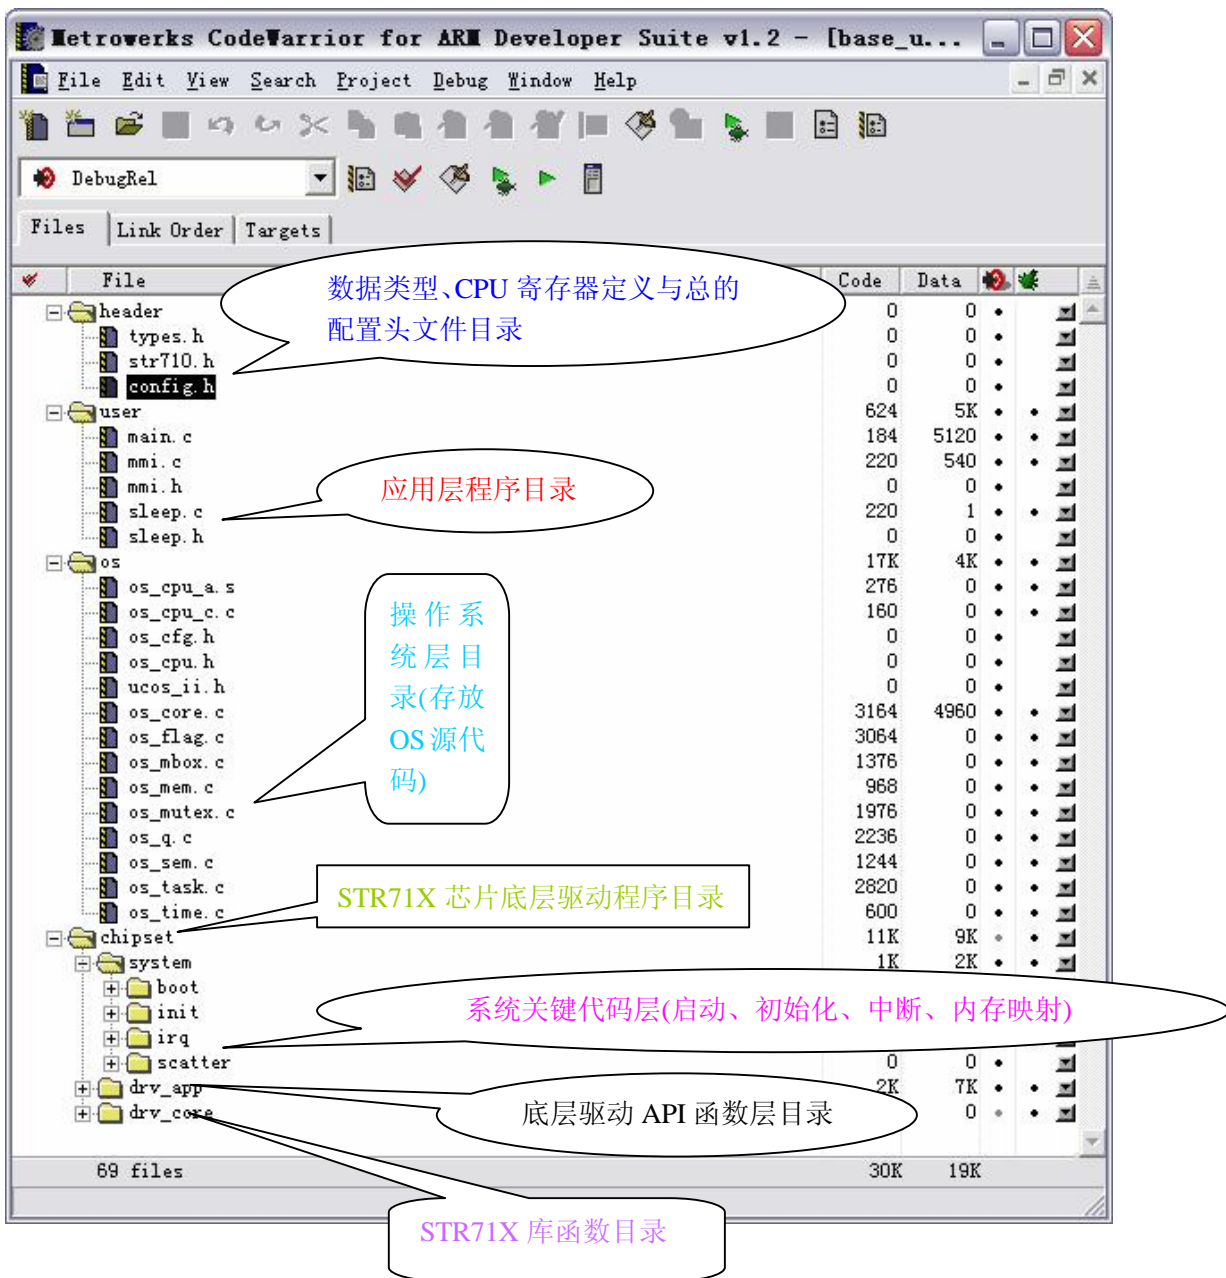 Metrowerks CodeWarrior for ARM Developer Suite v1.2 - [base_u...
File Edit View Search Project Debug Window Help
DebugRel
Files Link Order Targets
File Code Data
数据类型、CPU 寄存器定义与总的
配置头文件目录
header 0 0
types.h 0 0
str710.h 0 0
config.h 0 0
user 624 5K
main.c 184 5120
mmi.c 220 540
mmi.h 0 0
应用层程序目录
sleep.c 220 1
sleep.h 0 0
os 17K 4K
os_cpu_a.s 276 0
os_cpu_c.c 160 0
os_cfg.h 0 0
os_cpu.h 0 0
ucos_ii.h 0 0
os_core.c 3164 4960
os_flag.c 3064 0
os_mbox.c 1376 0
os_mem.c 968 0
os_mutex.c 1976 0
os_q.c 2236 0
os_sem.c 1244 0
os_task.c 2820 0
os_time.c 600 0
操作系
统层目
录(存放
OS 源代
码)
STR71X 芯片底层驱动程序目录
chipset 11K 9K
system 1K 2K
boot
init
irq
系统关键代码层(启动、初始化、中断、内存映射)
scatter 0 0
drv_app 2K 7K
drv_core 0
底层驱动 API 函数层目录
69 files 30K 19K
STR71X 库函数目录